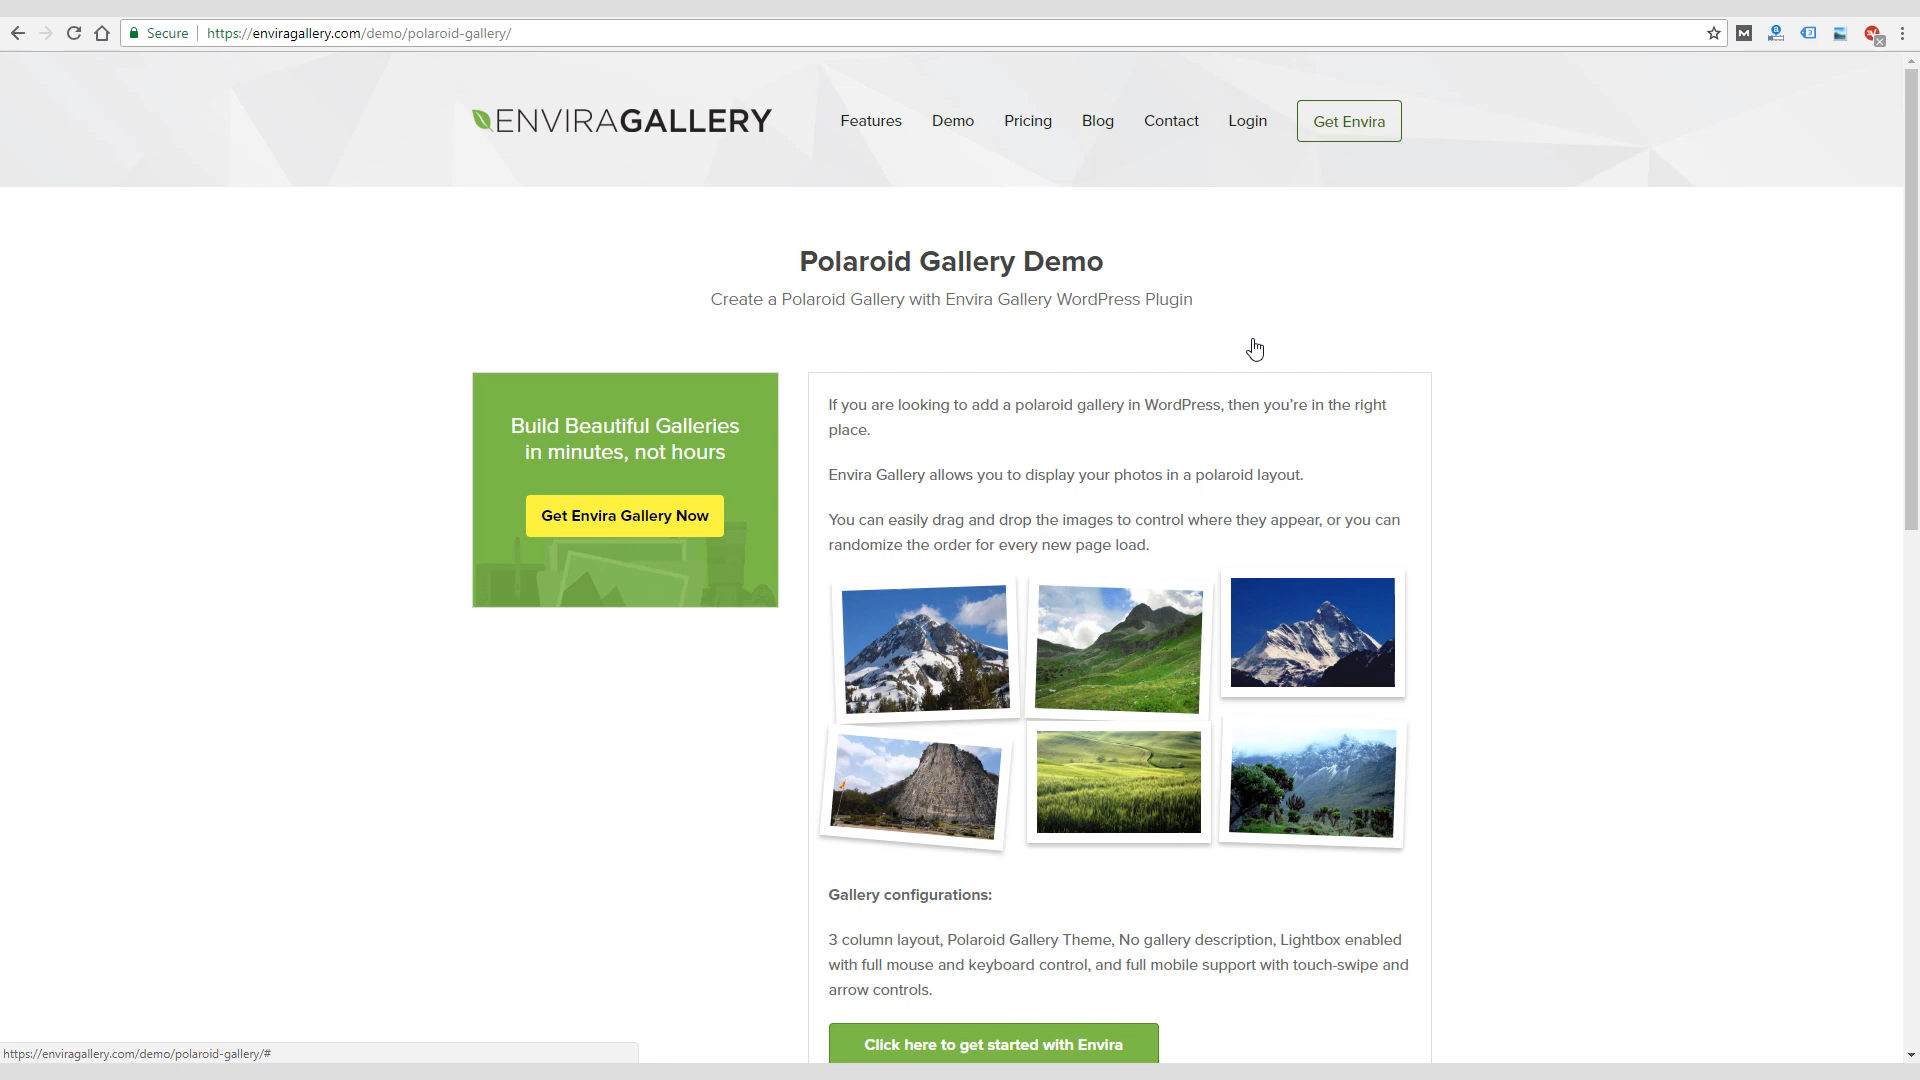 Secure
https://enviragallery.com/demo/polaroid-gallery/
ENVIRAGALLERY
Features
Demo
Pricing
Blog
Contact
Login
Get Envira
Polaroid Gallery Demo
Create a Polaroid Gallery with Envira Gallery WordPress Plugin
Build Beautiful Galleries
in minutes, not hours
Get Envira Gallery Now
If you are looking to add a polaroid gallery in WordPress, then you’re in the right
place.
Envira Gallery allows you to display your photos in a polaroid layout.
You can easily drag and drop the images to control where they appear, or you can
randomize the order for every new page load.
Gallery configurations:
3 column layout, Polaroid Gallery Theme, No gallery description, Lightbox enabled
with full mouse and keyboard control, and full mobile support with touch-swipe and
arrow controls.
Click here to get started with Envira
https://enviragallery.com/demo/polaroid-gallery/#